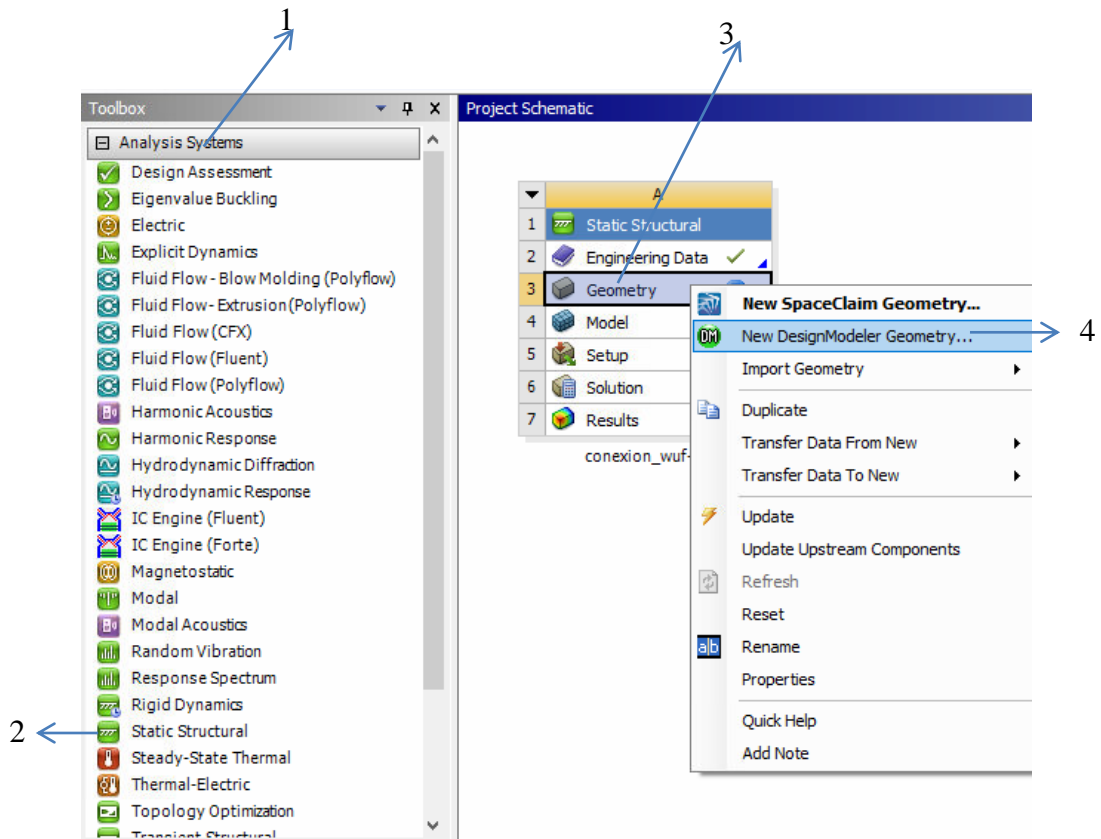 1
3
Toolbox
Project Schematic
Analysis Systems
Design Assessment
Eigenvalue Buckling
Electric
Explicit Dynamics
Fluid Flow - Blow Molding (Polyflow)
Fluid Flow - Extrusion (Polyflow)
Fluid Flow (CFX)
Fluid Flow (Fluent)
Fluid Flow (Polyflow)
Harmonic Acoustics
Harmonic Response
Hydrodynamic Diffraction
Hydrodynamic Response
IC Engine (Fluent)
IC Engine (Forte)
Magnetostatic
Modal
Modal Acoustics
Random Vibration
Response Spectrum
Rigid Dynamics
2
Static Structural
Steady-State Thermal
Thermal-Electric
Topology Optimization
Transient Structural
A
1 Static Structural
2 Engineering Data
3 Geometry
4 Model
5 Setup
6 Solution
7 Results
conexion_wuf-
New SpaceClaim Geometry...
DM New DesignModeler Geometry...
4
Import Geometry
Duplicate
Transfer Data From New
Transfer Data To New
Update
Update Upstream Components
Refresh
Reset
a|b Rename
Properties
Quick Help
Add Note